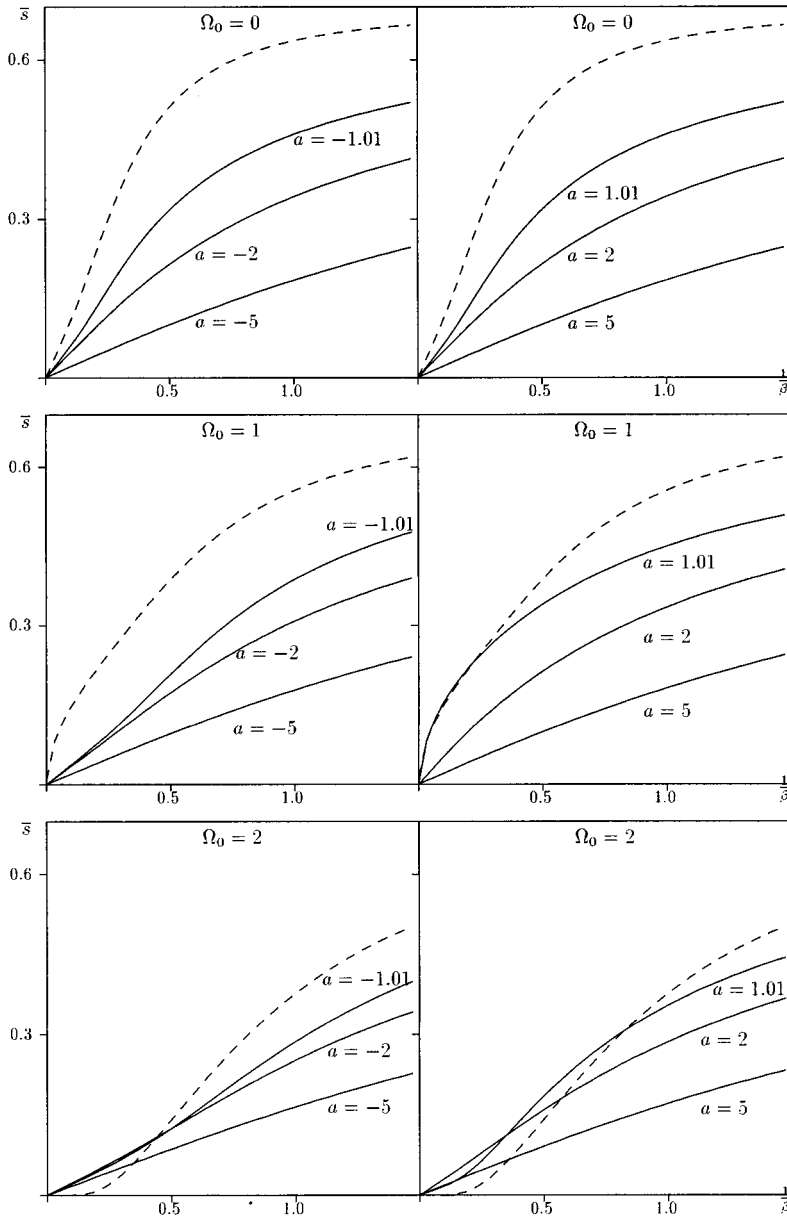 s̅
Ω₀ = 0
Ω₀ = 0
0.6
a = −1.01
0.3
a = 1.01
a = −2
a = 2
a = −5
a = 5
0.5
1.0
0.5
1.0
s̅
Ω₀ = 1
Ω₀ = 1
0.6
a = −1.01
a = 1.01
0.3
a = −2
a = 2
a = −5
a = 5
0.5
1.0
0.5
1.0
s̅
Ω₀ = 2
Ω₀ = 2
0.6
a = −1.01
a = 1.01
0.3
a = −2
a = 2
a = −5
a = 5
0.5
1.0
0.5
1.0